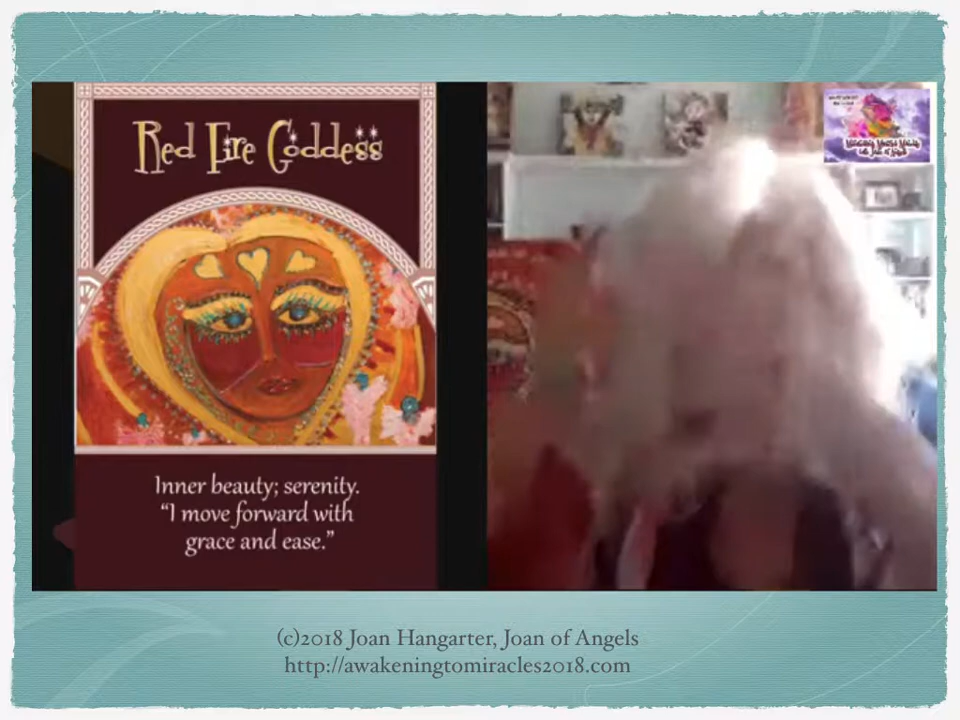 Red Fire Goddess
Inner beauty; serenity.
“I move forward with
grace and ease.”
(c)2018 Joan Hangarter, Joan of Angels
http://awakeningtomiracles2018.com